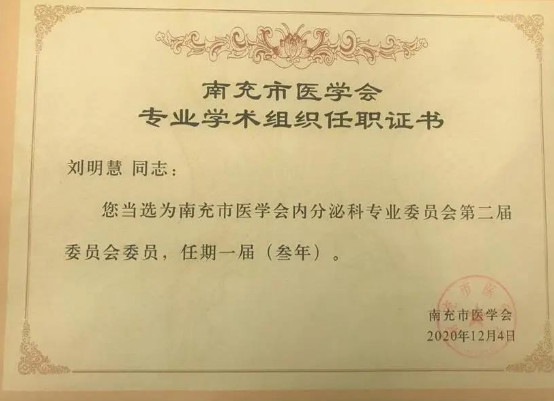 南充市医学会
专业学术组织任职证书
刘明慧 同志：
您当选为南充市医学会内分泌科专业委员会第二届
委员会委员，任期一届（叁年）。
南充市医学会
2020年12月4日